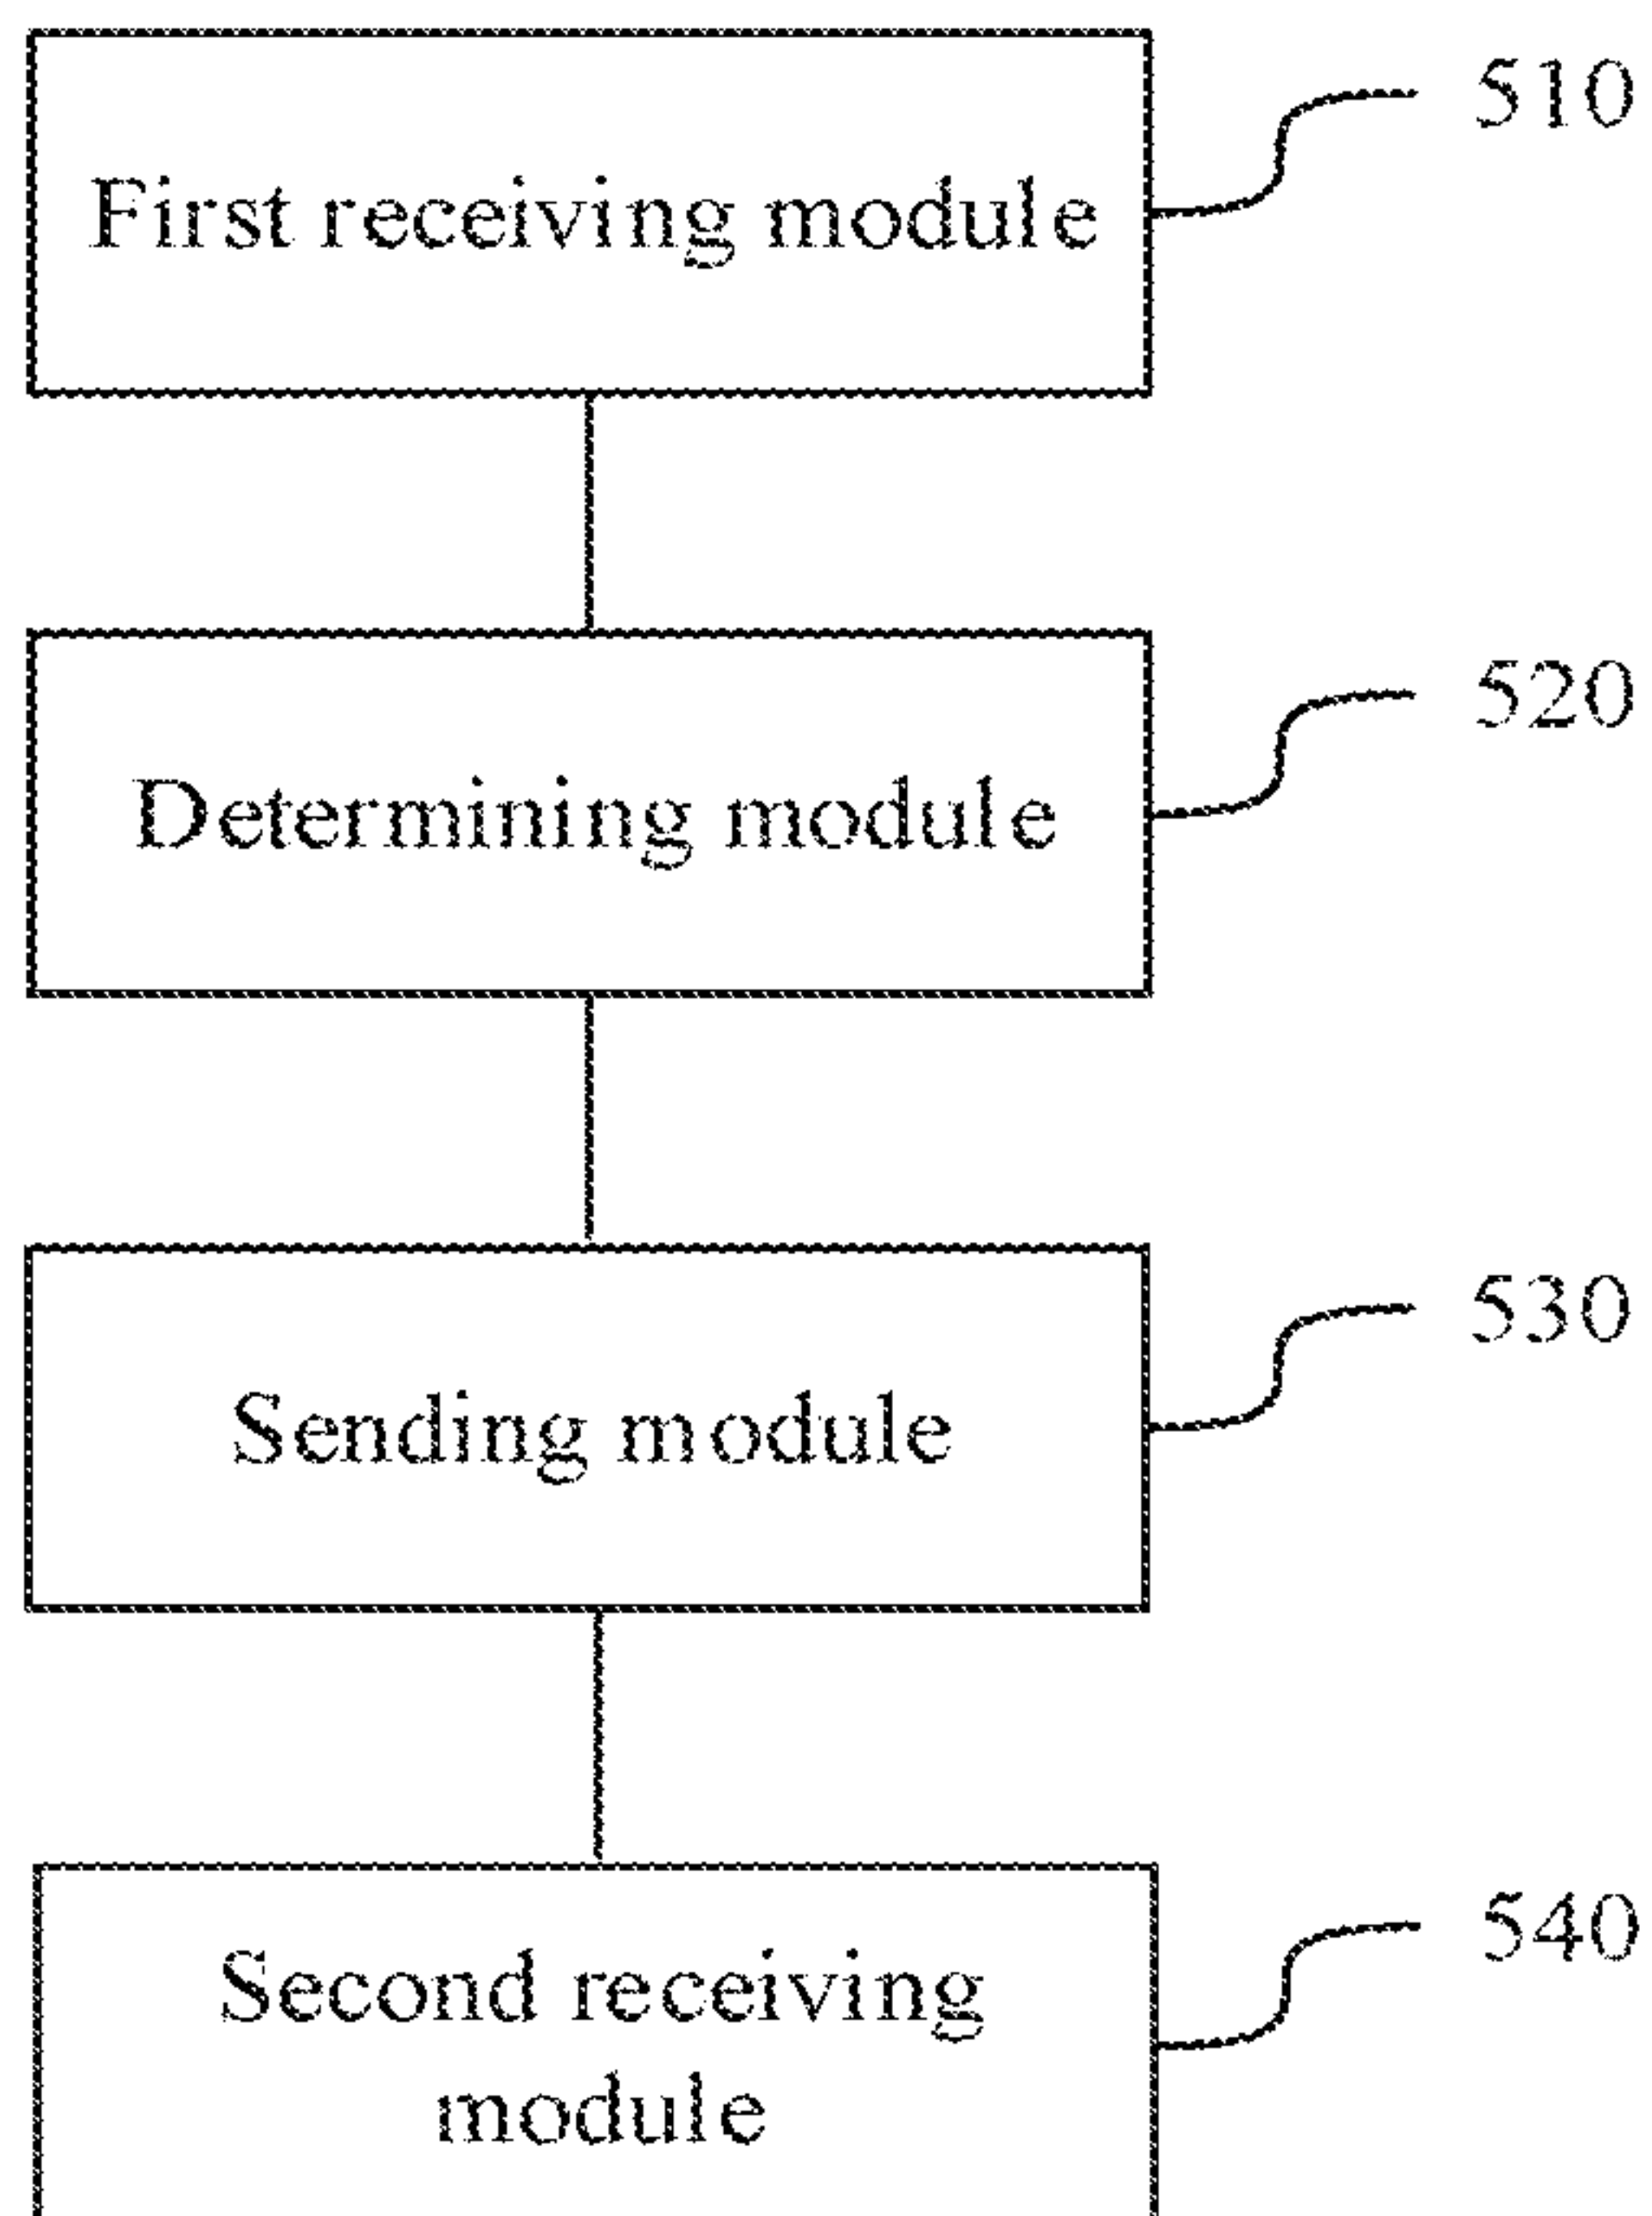 First receiving module
510
Determining module
520
Sending module
530
Second receiving
module
540